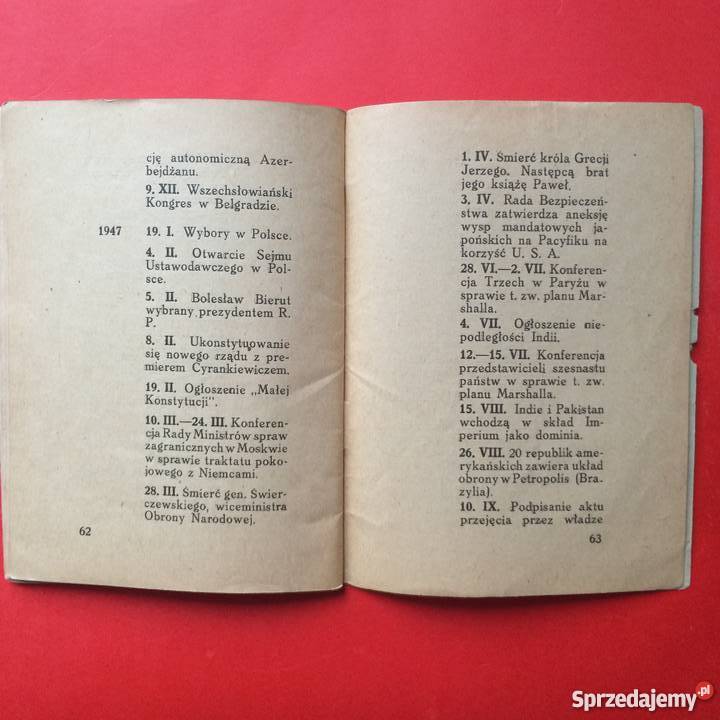 cję autonomiczną Azer-
bejdżanu.
9. XII. Wszechsłowiański
Kongres w Belgradzie.
1947 19. I. Wybory w Polsce.
4. II. Otwarcie Sejmu
Ustawodawczego w Pol-
sce.
5. II. Bolesław Bierut
wybrany prezydentem R.
P.
8. II. Ukonstytuowanie
się nowego rządu z pre-
mierem Cyrankiewiczem.
19. II. Ogłoszenie „Małej
Konstytucji".
10. III.—24. III. Konferen-
cja Rady Ministrów spraw
zagranicznych w Moskwie
w sprawie traktatu poko-
jowego z Niemcami.
28. III. Śmierć gen. Świer-
czewskiego, wiceministra
Obrony Narodowej.
62
1. IV. Śmierć króla Grecji
Jerzego. Następcą brat
jego książę Paweł.
3. IV. Rada Bezpieczeń-
stwa zatwierdza aneksję
wysp mandatowych ja-
pońskich na Pacyfiku na
korzyść U. S. A.
28. VI.—2. VII. Konferen-
cja Trzech w Paryżu w
sprawie t. zw. planu Mar-
shalla.
4. VII. Ogłoszenie nie-
podległości Indii.
12.—15. VII. Konferencja
przedstawicieli szesnastu
państw w sprawie t. zw.
planu Marshalla.
15. VIII. Indie i Pakistan
wchodzą w skład Im-
perium jako dominia.
26. VIII. 20 republik ame-
rykańskich zawiera układ
obrony w Petropolis (Bra-
zylia).
10. IX. Podpisanie aktu
przejęcia przez władze
63
Sprzedajemy.pl